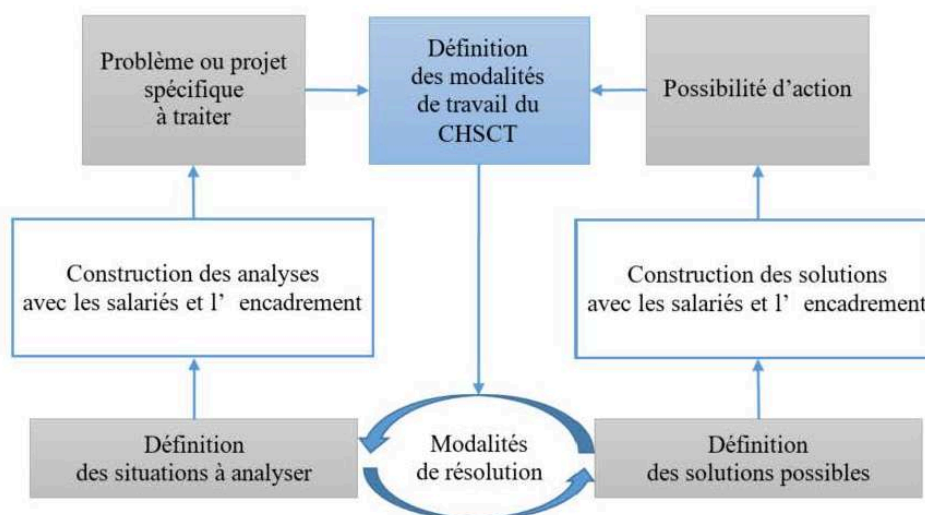 Problème ou projet
spécifique
à traiter
Définition
des modalités
de travail du
CHSCT
Possibilité d’action
Construction des analyses
avec les salariés et l’ encadrement
Construction des solutions
avec les salariés et l’ encadrement
Définition
des situations à analyser
Modalités
de résolution
Définition
des solutions possibles